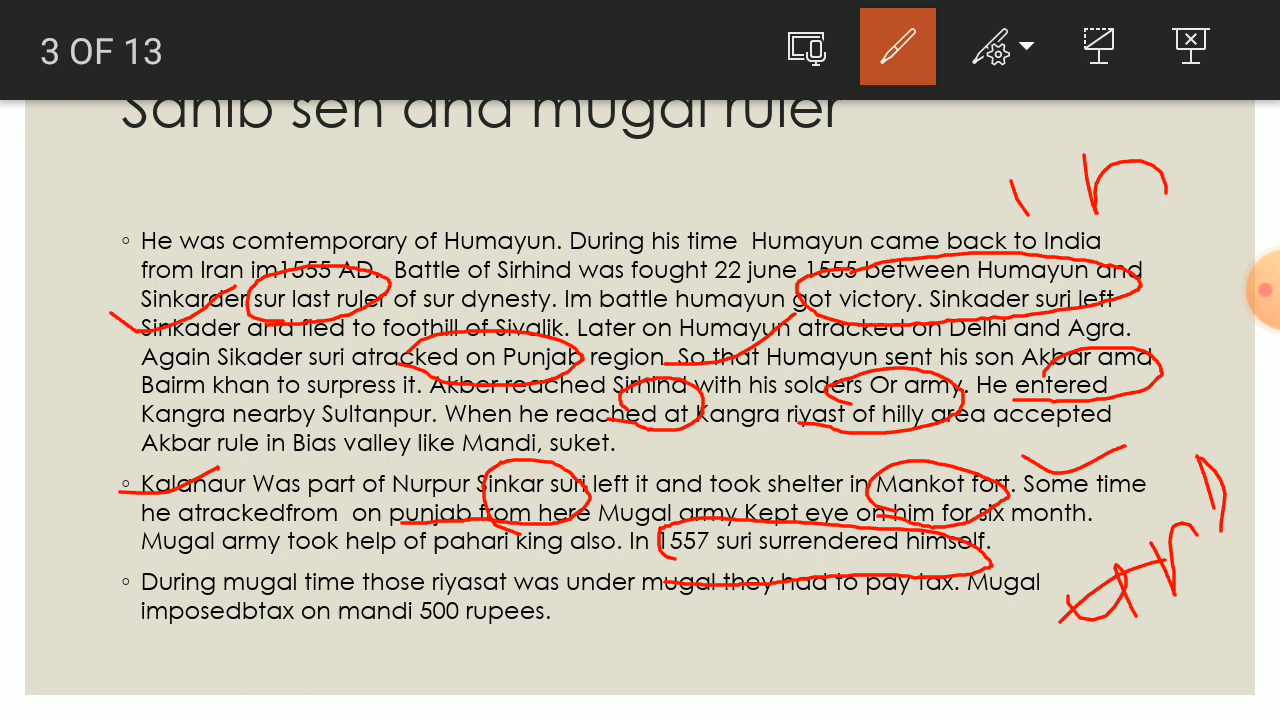 3 OF 13
Sahib sen and mugal ruler
◦ He was comtemporary of Humayun. During his time Humayun came back to India
from Iran im1555 AD. Battle of Sirhind was fought 22 june 1555 between Humayun and
Sinkarder sur last ruler of sur dynesty. Im battle humayun got victory. Sinkader suri left
Sinkader and fled to foothill of Sivalik. Later on Humayun atracked on Delhi and Agra.
Again Sikader suri atracked on Punjab region. So that Humayun sent his son Akbar amd
Bairm khan to surpress it. Akber reached Sirhind with his solders Or army. He entered
Kangra nearby Sultanpur. When he reached at Kangra riyast of hilly area accepted
Akbar rule in Bias valley like Mandi, suket.
◦ Kalanaur Was part of Nurpur Sinkar suri left it and took shelter in Mankot fort. Some time
he atrackedfrom on punjab from here Mugal army Kept eye on him for six month.
Mugal army took help of pahari king also. In 1557 suri surrendered himself.
◦ During mugal time those riyasat was under mugal they had to pay tax. Mugal
imposedbtax on mandi 500 rupees.